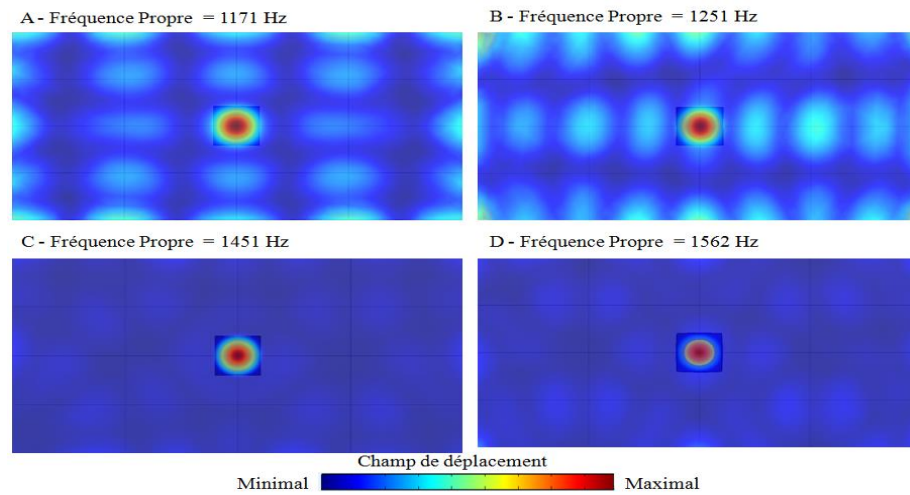 A - Fréquence Propre = 1171 Hz
B - Fréquence Propre = 1251 Hz
C - Fréquence Propre = 1451 Hz
D - Fréquence Propre = 1562 Hz
Champ de déplacement
Minimal
Maximal